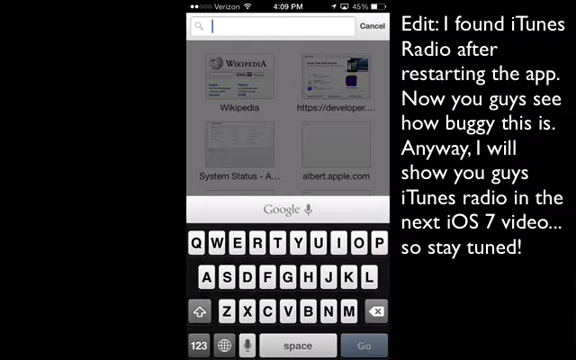 Verizon 4:09 PM 45%
Cancel
WIKIPEDIA
Wikipedia https://developer....
System Status - A... albert.apple.com
Google
Q W E R T Y U I O P
A S D F G H J K L
Z X C V B N M
123 space Go
Edit: I found iTunes
Radio after
restarting the app.
Now you guys see
how buggy this is.
Anyway, I will
show you guys
iTunes radio in the
next iOS 7 video...
so stay tuned!